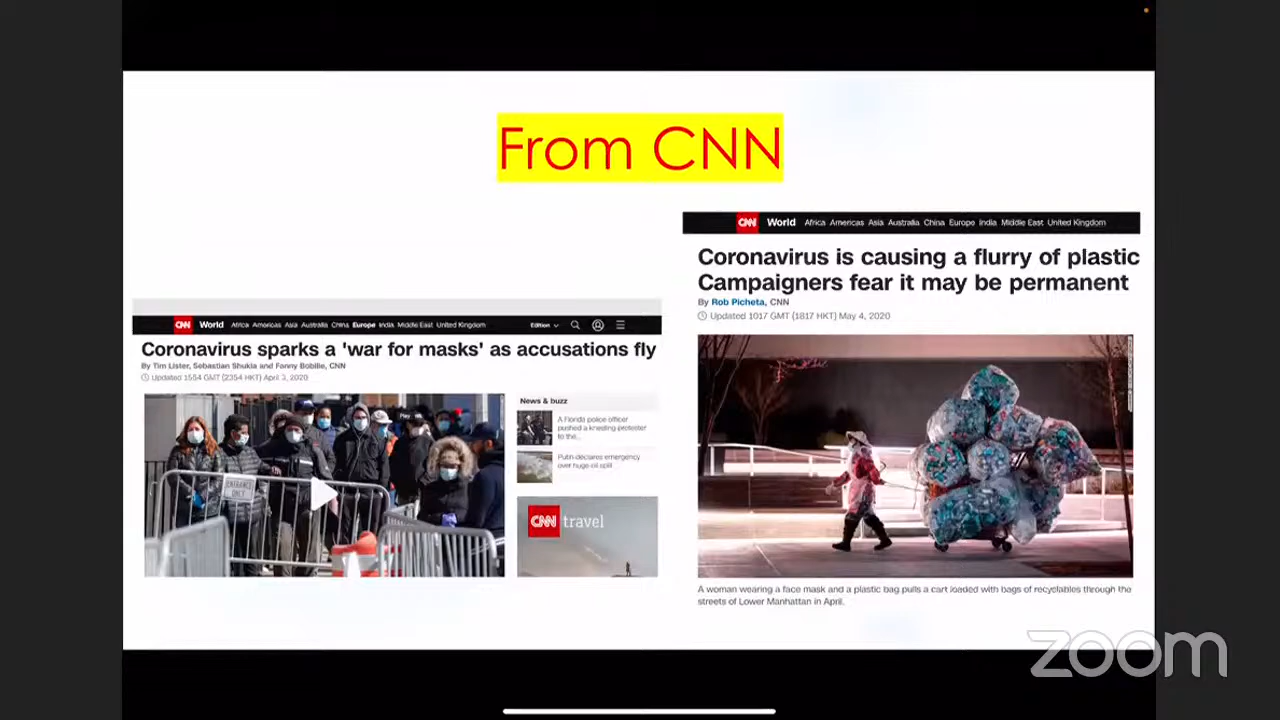 From CNN
CNN World Africa Americas Asia Australia China Europe India Middle East United Kingdom Edition
Coronavirus sparks a 'war for masks' as accusations fly
By Tim Lister, Sebastian Shukla and Fanny Bobille, CNN
Updated 1554 GMT (2354 HKT) April 3, 2020
ENTRANCE
ONLY
News & buzz
A Florida police officer
pushed a kneeling protester
to the...
Putin declares emergency
over huge oil spill
CNN travel
CNN World Africa Americas Asia Australia China Europe India Middle East United Kingdom
Coronavirus is causing a flurry of plastic
Campaigners fear it may be permanent
By Rob Picheta, CNN
Updated 1017 GMT (1817 HKT) May 4, 2020
A woman wearing a face mask and a plastic bag pulls a cart loaded with bags of recyclables through the
streets of Lower Manhattan in April.
zoom